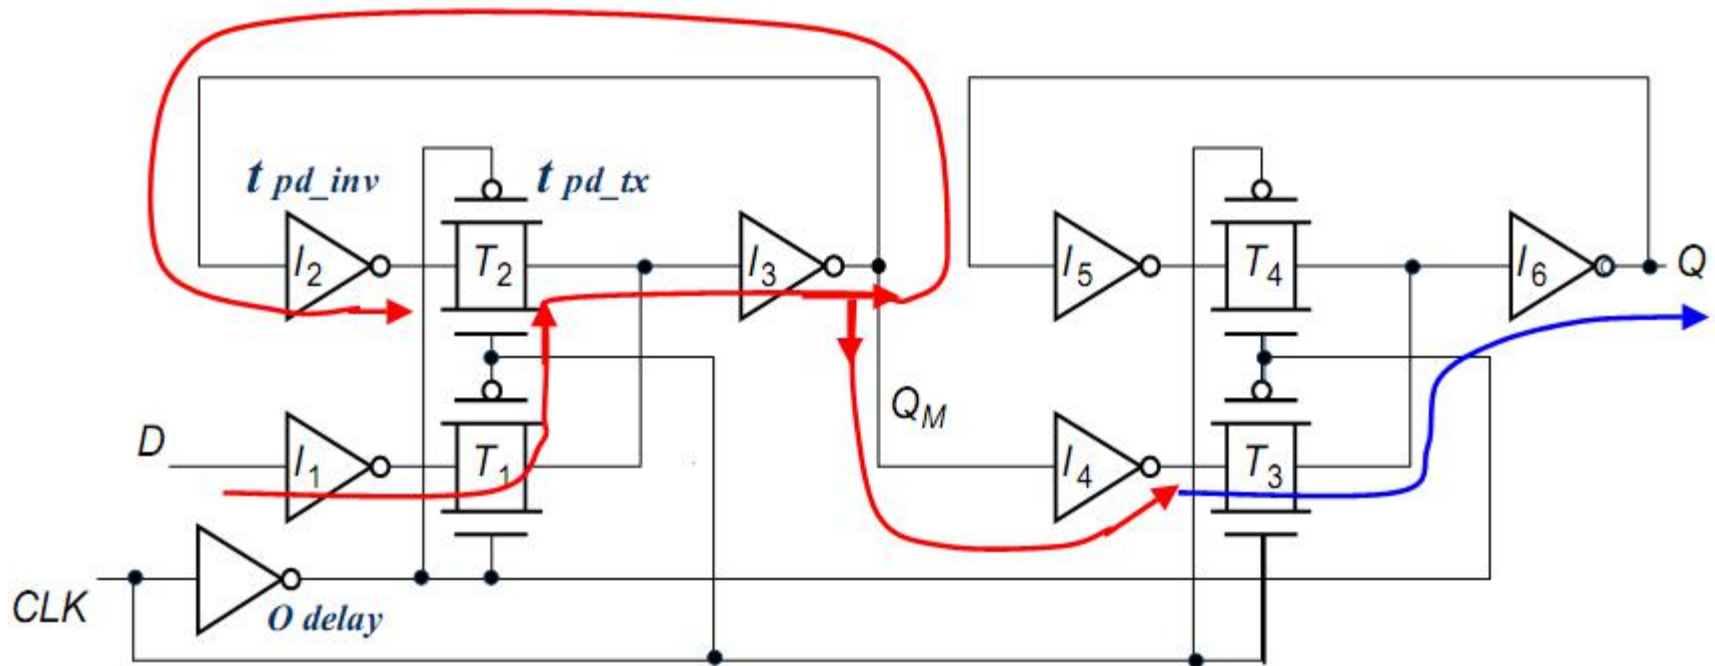 t pd_inv
t pd_tx
I2
T2
I3
I5
T4
I6
Q
D
I1
T1
QM
I4
T3
CLK
O delay